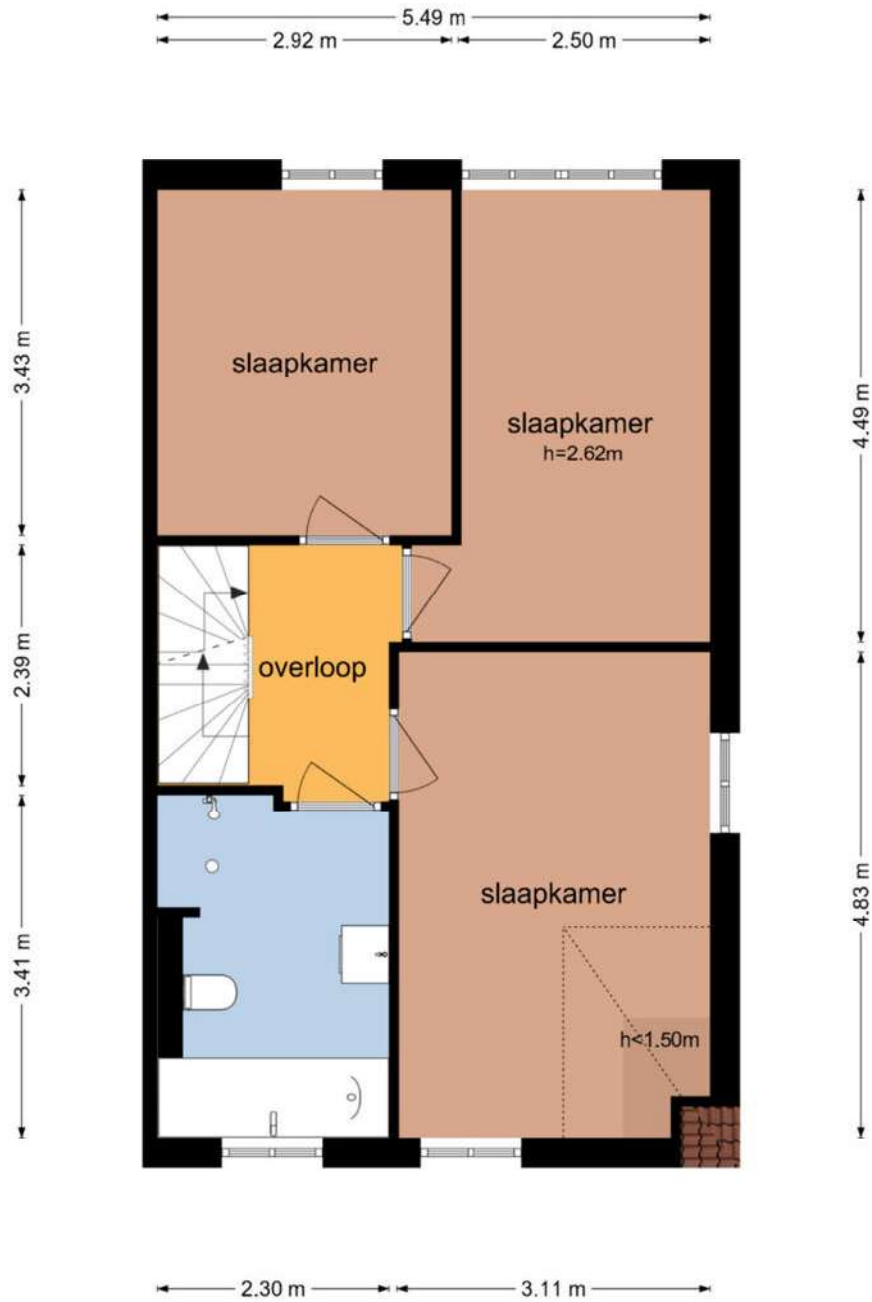 5.49 m
2.92 m
2.50 m
3.43 m
slaapkamer
slaapkamer
h=2.62m
4.49 m
2.39 m
overloop
slaapkamer
4.83 m
3.41 m
h<1.50m
2.30 m
3.11 m